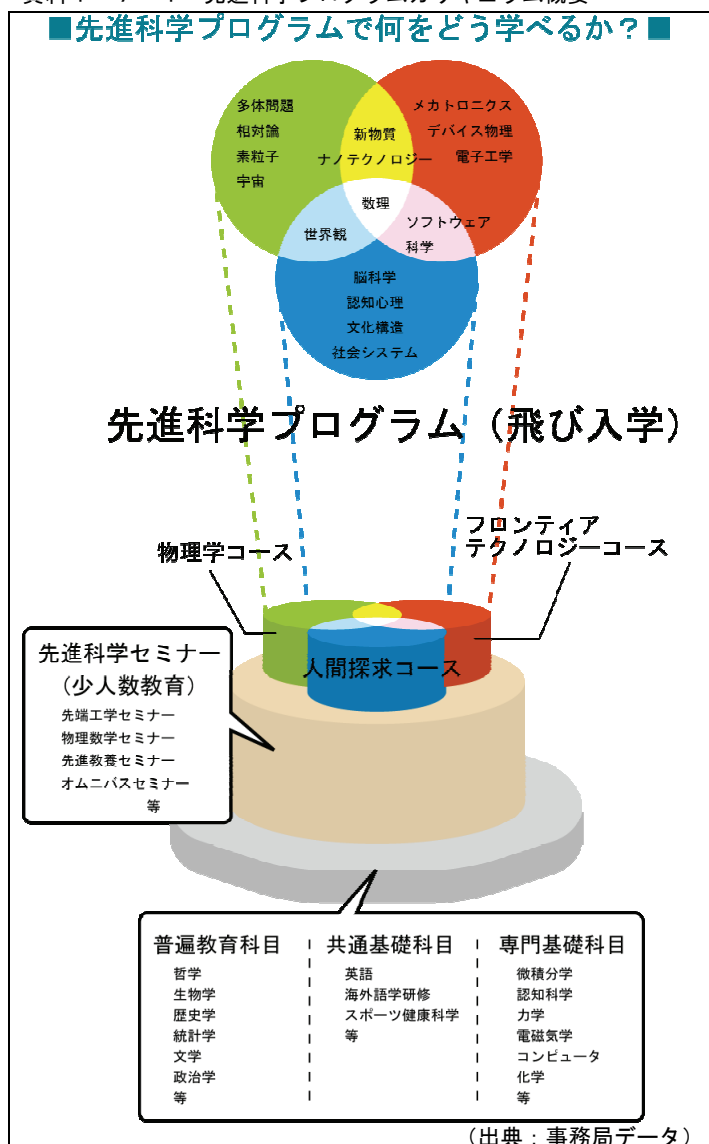 ■先進科学プログラムで何をどう学べるか？■
多体問題
相対論
素粒子
宇宙
新物質
ナノテクノロジー
メカトロニクス
デバイス物理
電子工学
数理
世界観
ソフトウェア
科学
脳科学
認知心理
文化構造
社会システム
先進科学プログラム（飛び入学）
物理学コース
フロンティア
テクノロジーコース
人間探求コース
先進科学セミナー
（少人数教育）
先端工学セミナー
物理数学セミナー
先進教養セミナー
オムニバスセミナー
等
普遍教育科目
哲学
生物学
歴史学
統計学
文学
政治学
等
共通基礎科目
英語
海外語学研修
スポーツ健康科学
等
専門基礎科目
微積分学
認知科学
力学
電磁気学
コンピュータ
化学
等
（出典：事務局データ）